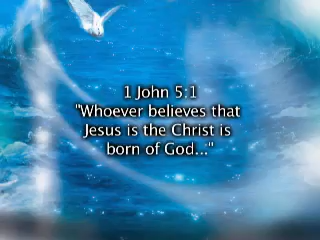 1 John 5:1
"Whoever believes that
Jesus is the Christ is
born of God..."